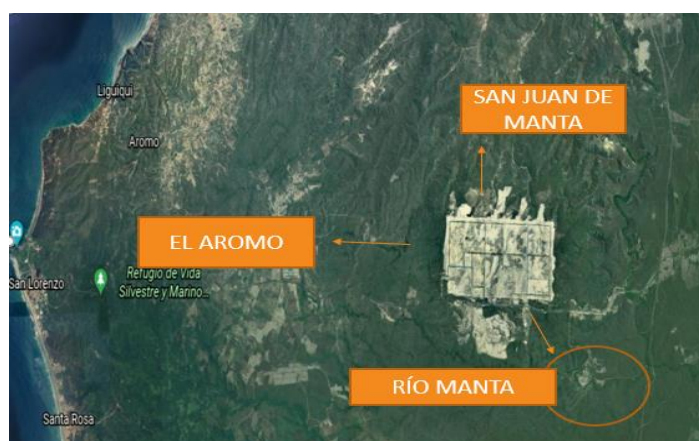 SAN JUAN DE
MANTA
Liguiqui
Aromo
EL AROMO
San Lorenzo
Refugio de Vida
Silvestre y Marino...
RÍO MANTA
Santa Rosa